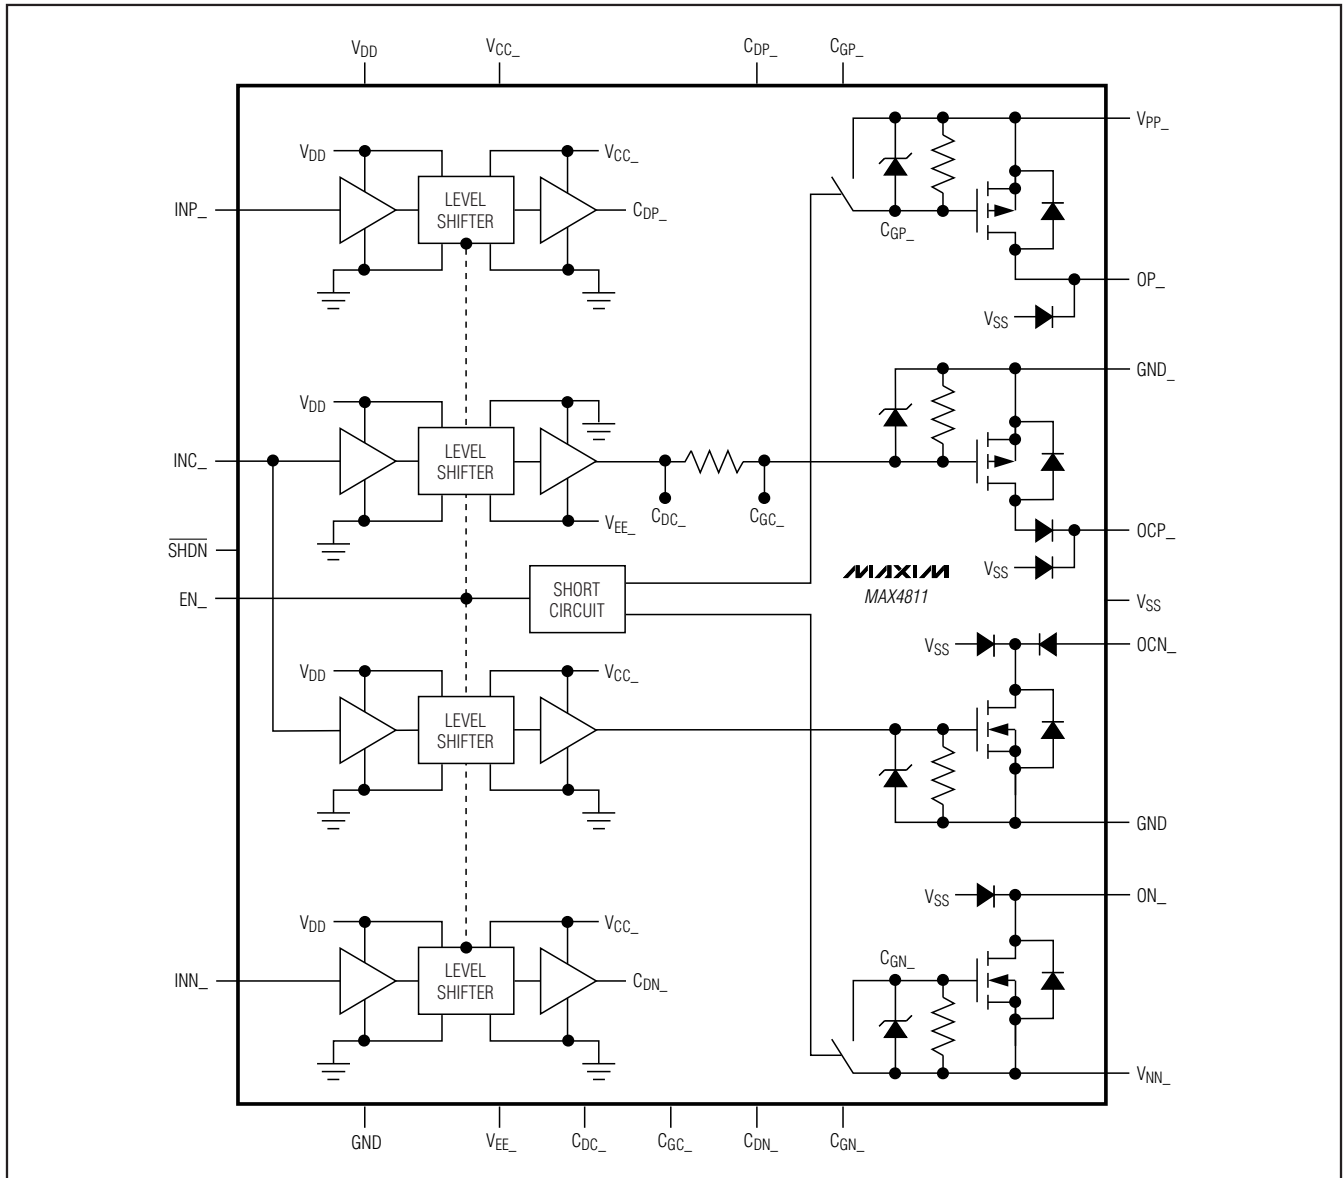 VDD VCC_ CDP_ CGP_
VPP_
VDD VCC_
LEVEL
SHIFTER
INP_ CDP_
CGP_
OP_
VSS
GND_
VDD
LEVEL
SHIFTER
INC_
CDC_ CGC_
VEE_
OCP_
SHDN
VSS
MAXIM
MAX4811
EN_
SHORT
CIRCUIT
VSS
VSS OCN_
VDD VCC_
LEVEL
SHIFTER
GND
VSS ON_
VDD VCC_
CGN_
LEVEL
SHIFTER
INN_ CDN_
VNN_
GND VEE_ CDC_ CGC_ CDN_ CGN_